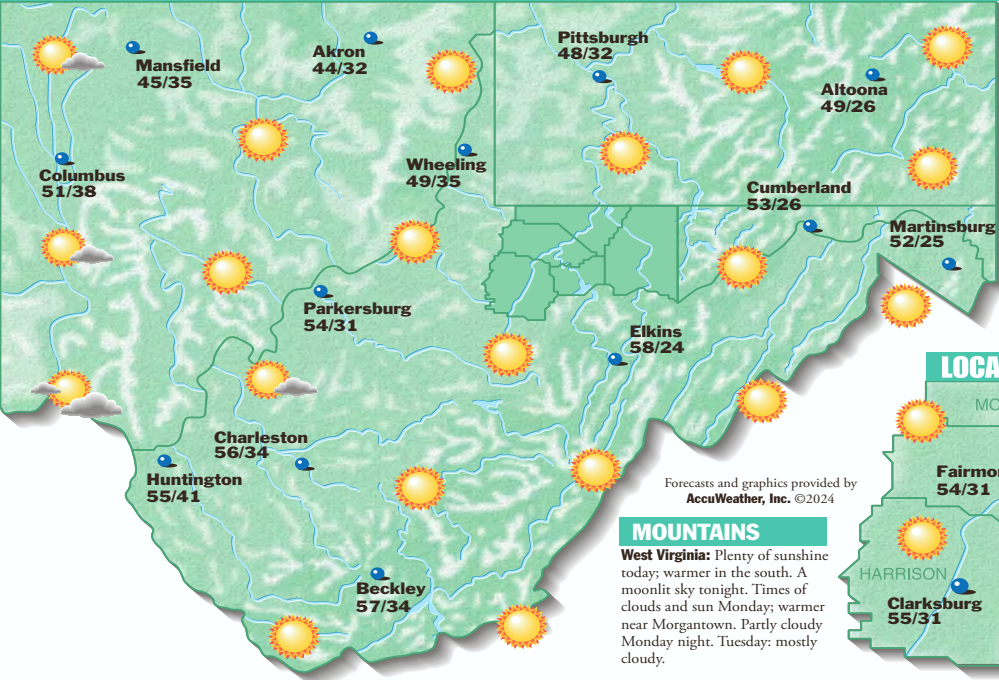 Mansfield
45/35
Akron
44/32
Pittsburgh
48/32
Altoona
49/26
Columbus
51/38
Wheeling
49/35
Cumberland
53/26
Martinsburg
52/25
Parkersburg
54/31
Elkins
58/24
Charleston
56/34
Huntington
55/41
Beckley
57/34
Forecasts and graphics provided by
AccuWeather, Inc. ©2024
MOUNTAINS
West Virginia: Plenty of sunshine
today; warmer in the south. A
moonlit sky tonight. Times of
clouds and sun Monday; warmer
near Morgantown. Partly cloudy
Monday night. Tuesday: mostly
cloudy.
LOCA
MO
Fairmo
54/31
HARRISON
Clarksburg
55/31